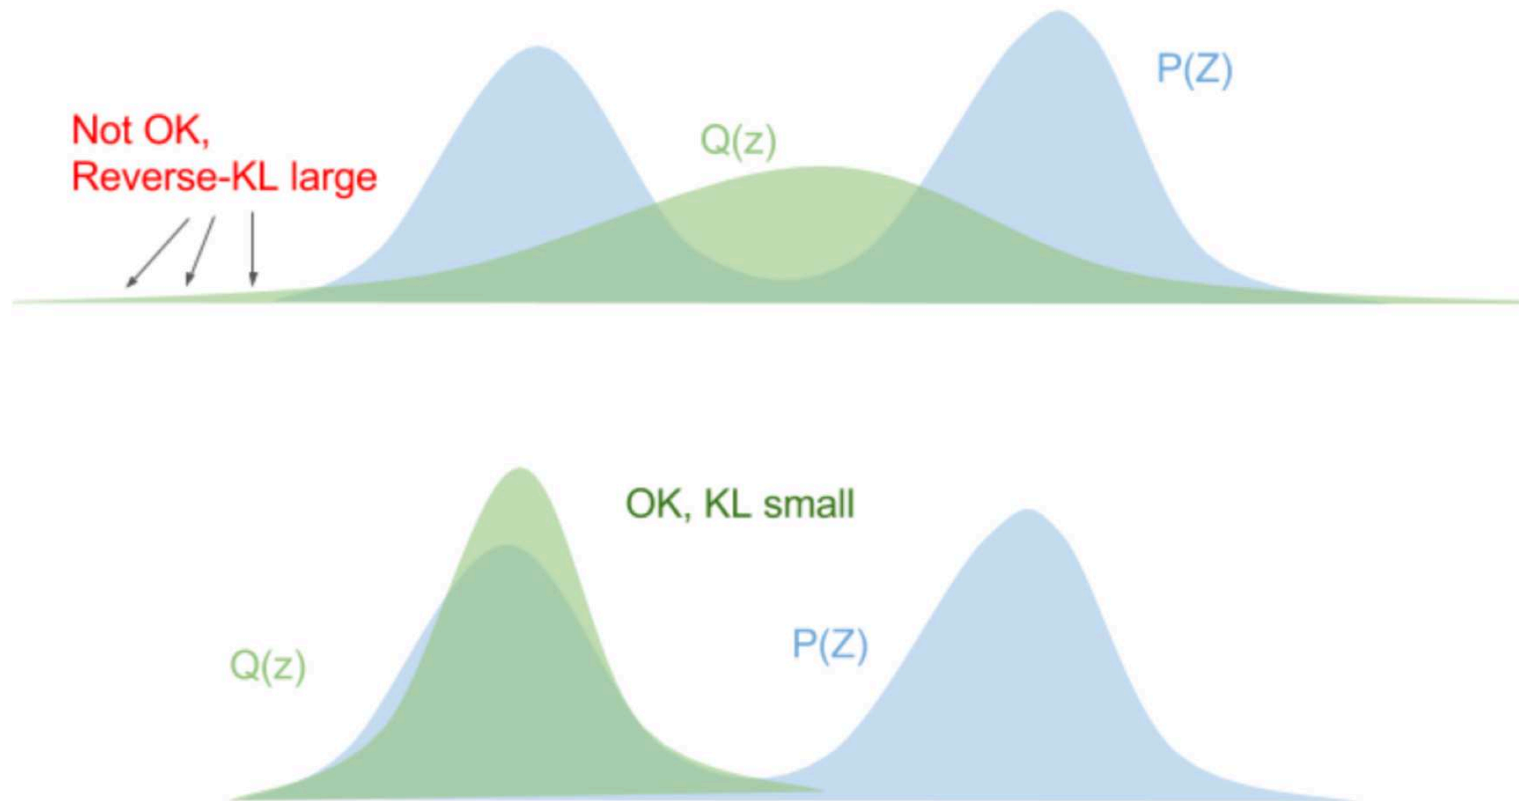 P(Z)
Not OK,
Reverse-KL large
Q(z)
OK, KL small
Q(z)
P(Z)